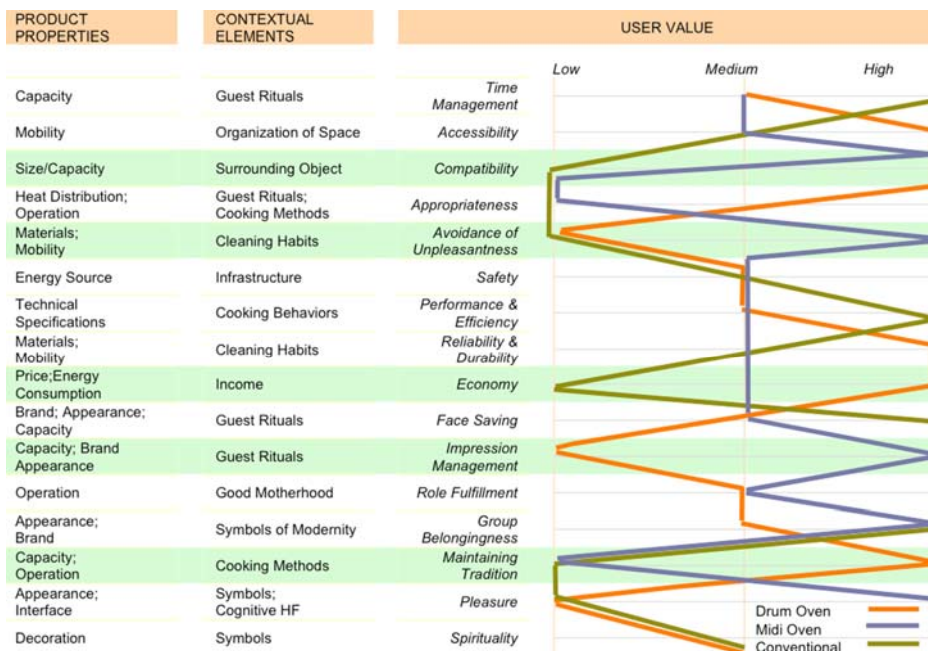 PRODUCT PROPERTIES CONTEXTUAL ELEMENTS USER VALUE
Low Medium High
Capacity Guest Rituals Time Management
Mobility Organization of Space Accessibility
Size/Capacity Surrounding Object Compatibility
Heat Distribution; Operation Guest Rituals; Cooking Methods Appropriateness
Materials; Mobility Cleaning Habits Avoidance of Unpleasantness
Energy Source Infrastructure Safety
Technical Specifications Cooking Behaviors Performance & Efficiency
Materials; Mobility Cleaning Habits Reliability & Durability
Price;Energy Consumption Income Economy
Brand; Appearance; Capacity Guest Rituals Face Saving
Capacity; Brand Appearance Guest Rituals Impression Management
Operation Good Motherhood Role Fulfillment
Appearance; Brand Symbols of Modernity Group Belongingness
Capacity; Operation Cooking Methods Maintaining Tradition
Appearance; Interface Symbols; Cognitive HF Pleasure
Decoration Symbols Spirituality
Drum Oven
Midi Oven
Conventional